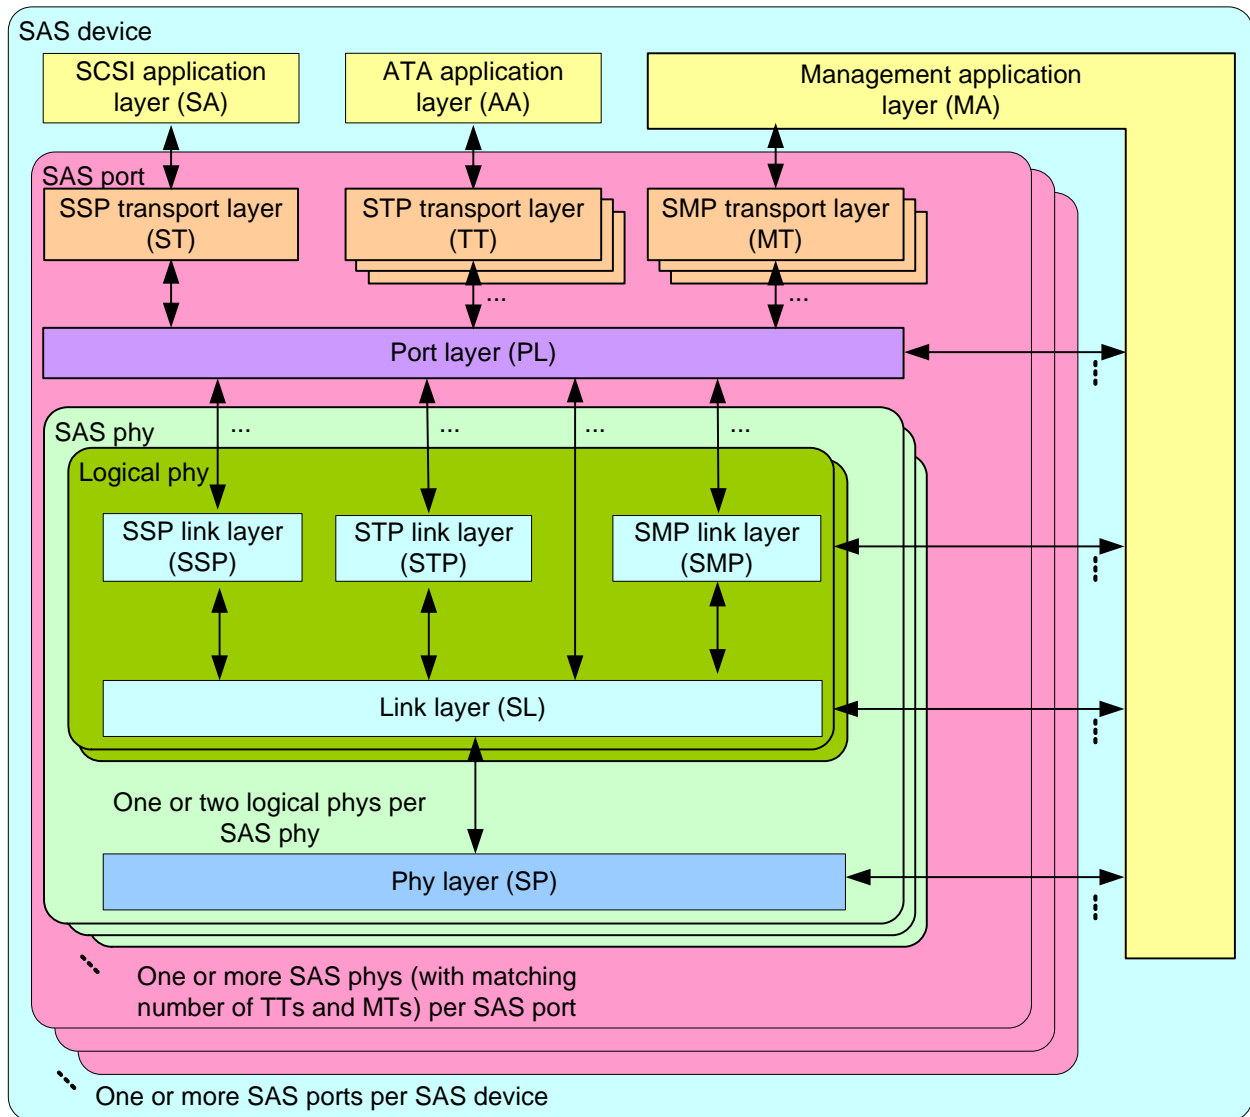 SAS device
SCSI application
layer (SA)
ATA application
layer (AA)
Management application
layer (MA)
SAS port
SSP transport layer
(ST)
STP transport layer
(TT)
SMP transport layer
(MT)
...
...
Port layer (PL)
SAS phy
...
...
...
...
Logical phy
SSP link layer
(SSP)
STP link layer
(STP)
SMP link layer
(SMP)
Link layer (SL)
One or two logical phys per
SAS phy
Phy layer (SP)
One or more SAS phys (with matching
number of TTs and MTs) per SAS port
One or more SAS ports per SAS device